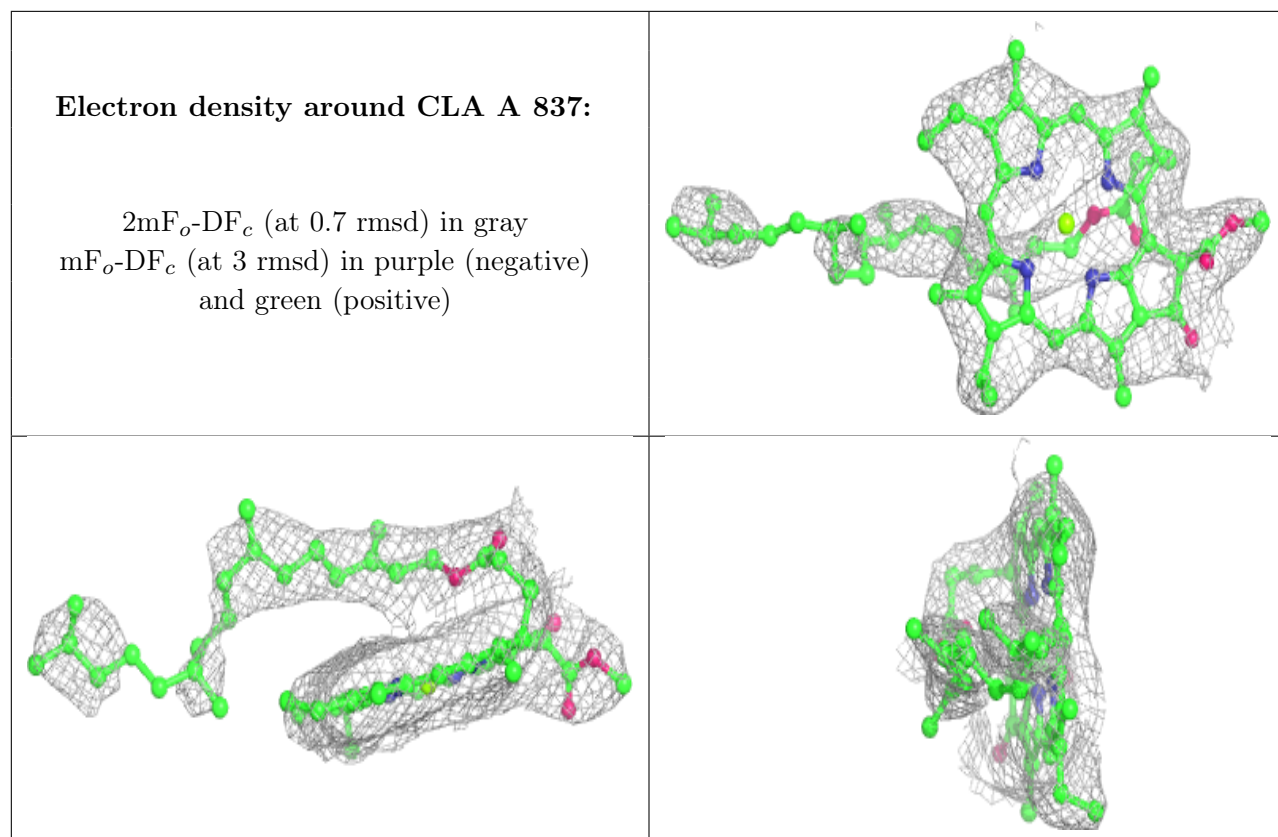 Electron density around CLA A 837:
2mFₒ-DF𝒸 (at 0.7 rmsd) in gray
mFₒ-DF𝒸 (at 3 rmsd) in purple (negative)
and green (positive)